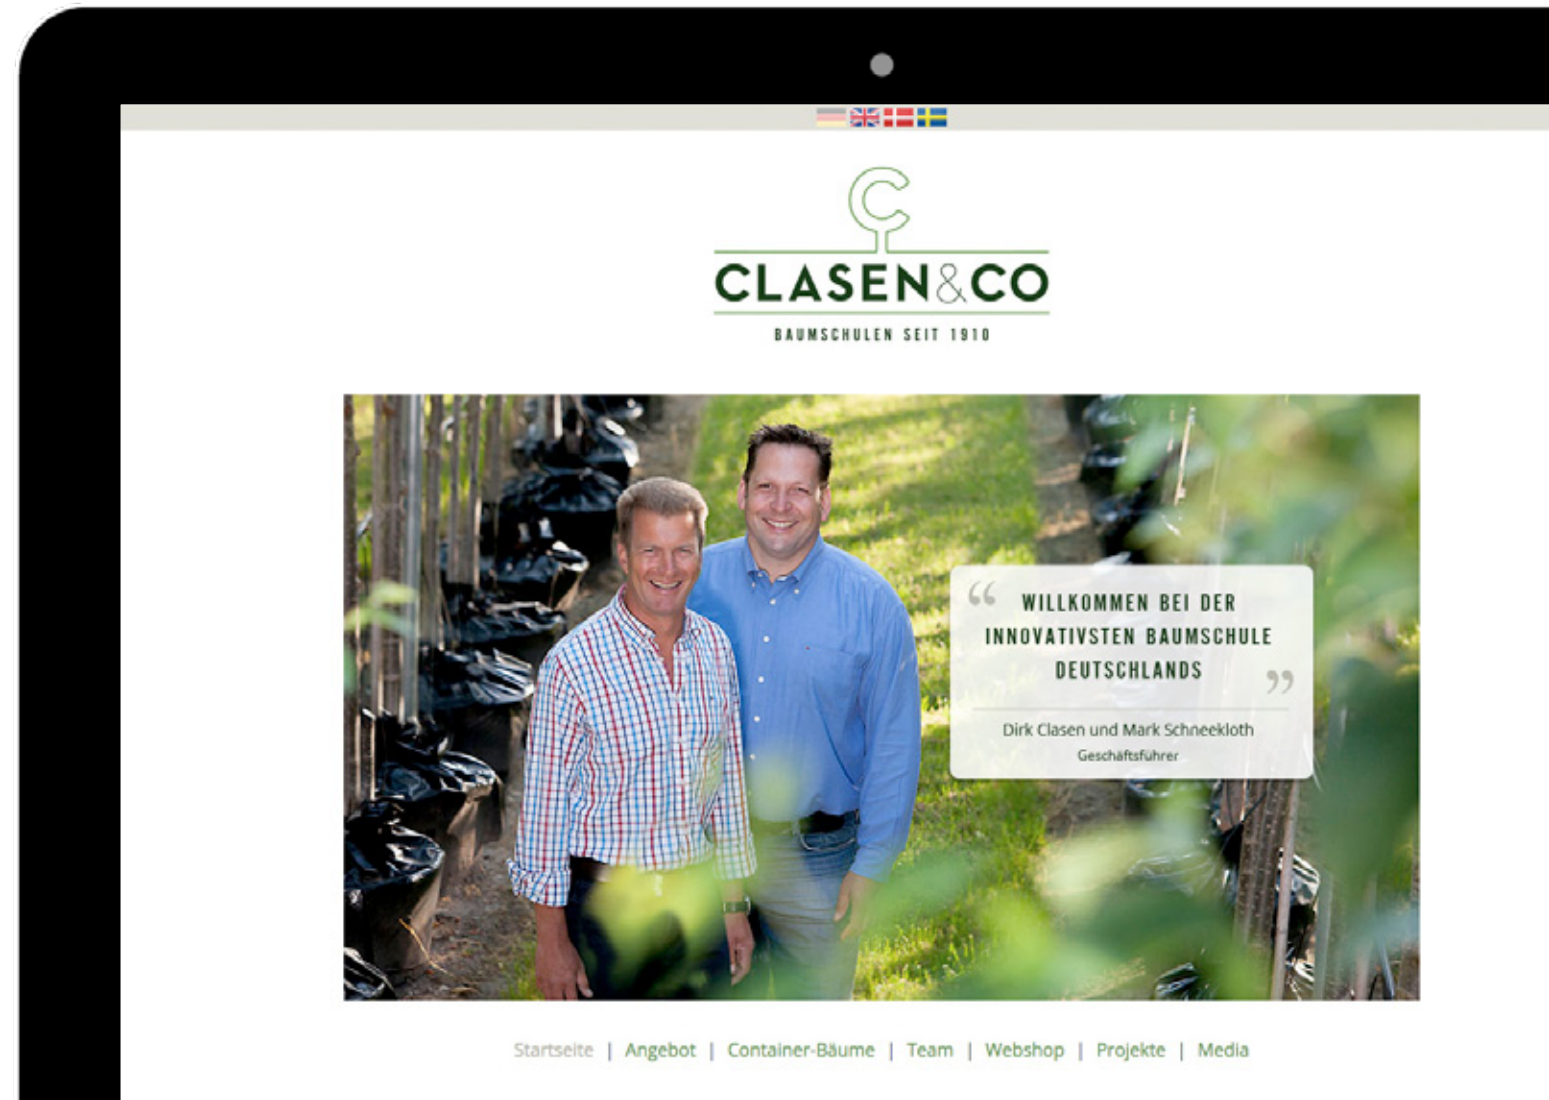 CLASEN&CO
BAUMSCHULEN SEIT 1910
“ WILLKOMMEN BEI DER
INNOVATIVSTEN BAUMSCHULE
DEUTSCHLANDS ”
Dirk Clasen und Mark Schneekloth
Geschäftsführer
Startseite | Angebot | Container-Bäume | Team | Webshop | Projekte | Media